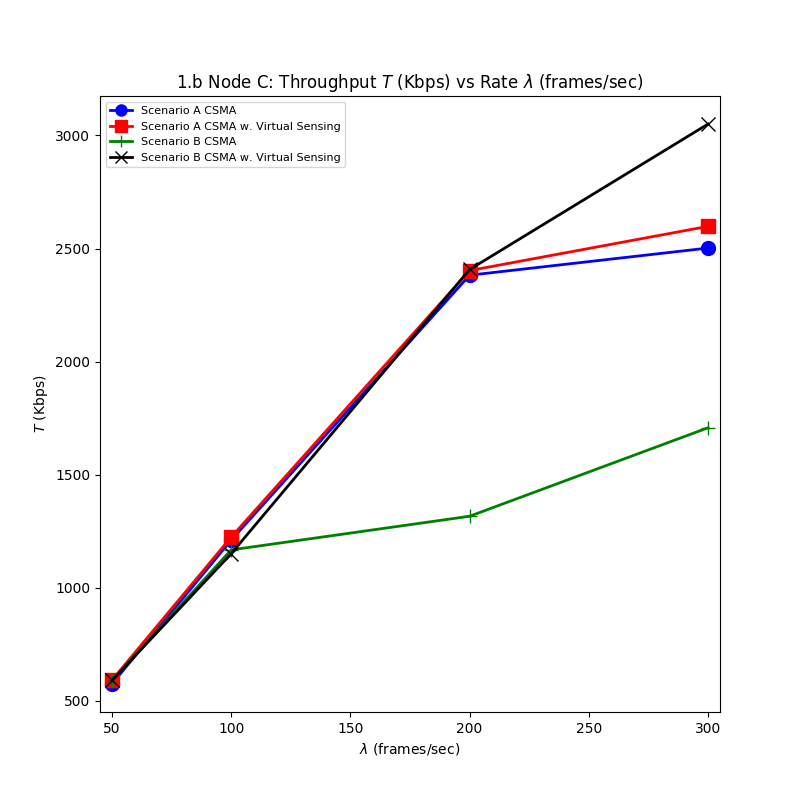 1.b Node C: Throughput T (Kbps) vs Rate λ (frames/sec)
Scenario A CSMA
Scenario A CSMA w. Virtual Sensing
Scenario B CSMA
Scenario B CSMA w. Virtual Sensing
3000
2500
2000
1500
1000
500
T (Kbps)
50 100 150 200 250 300
λ (frames/sec)